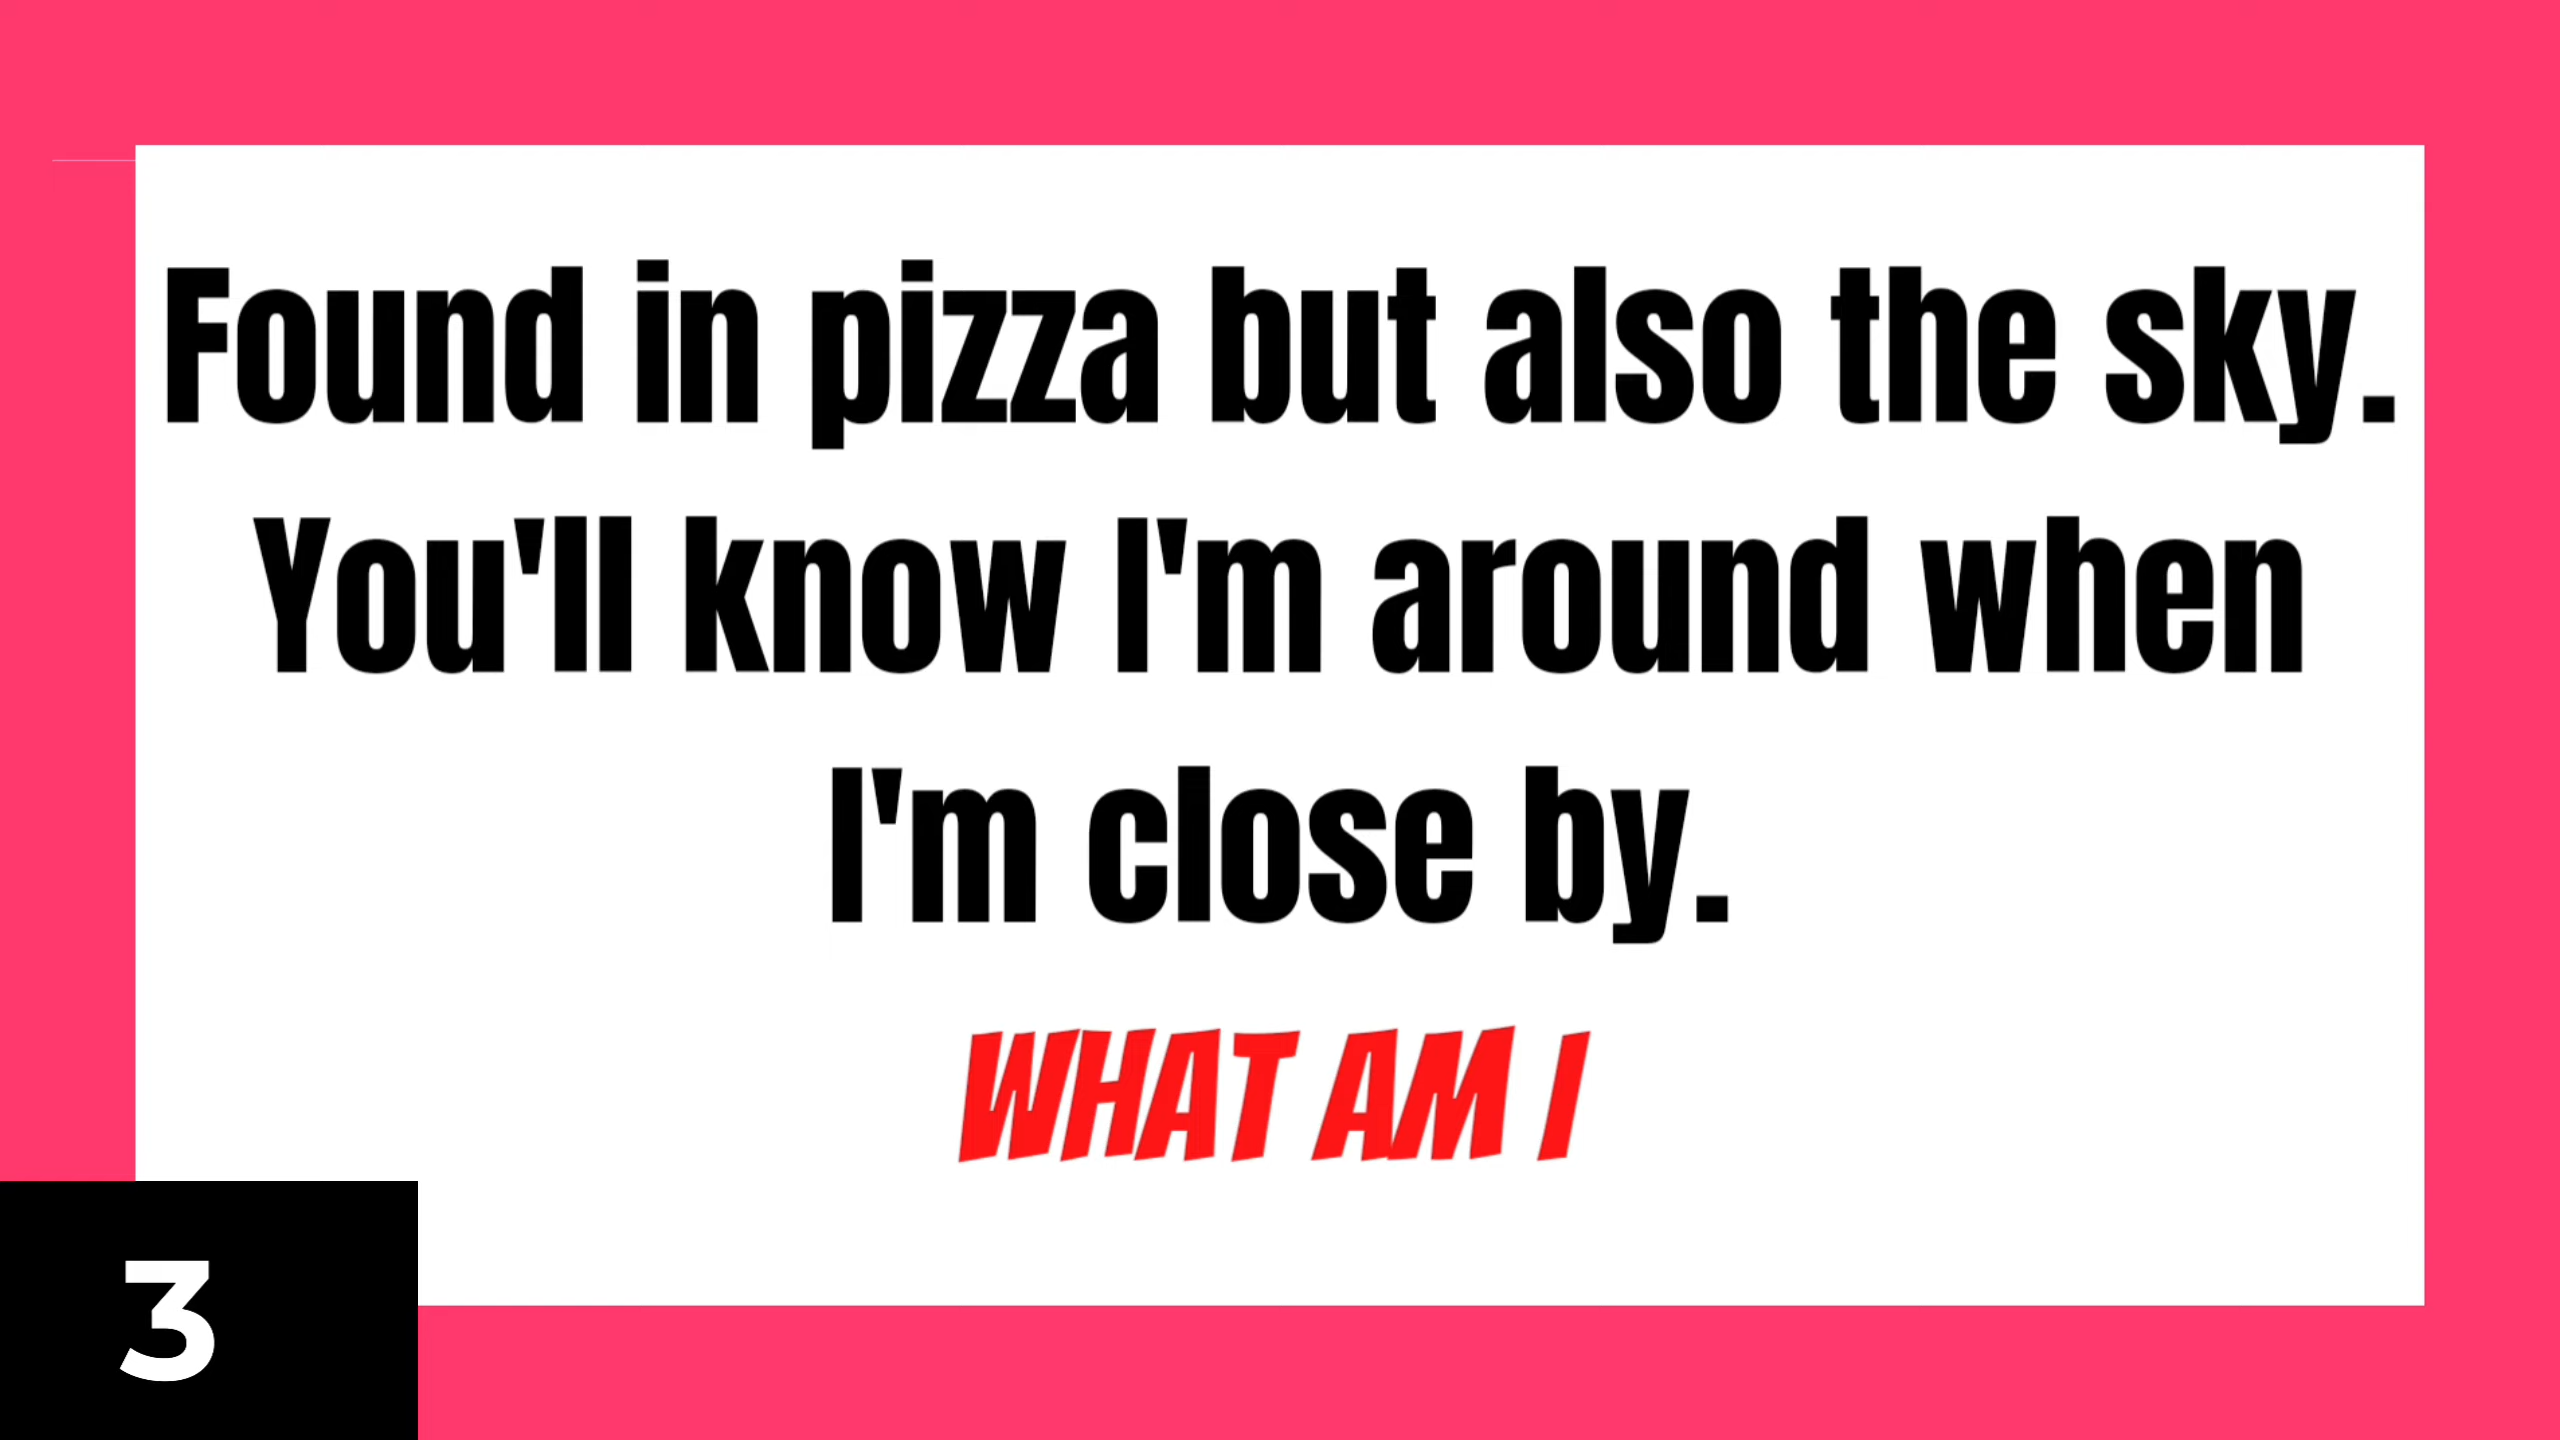 Found in pizza but also the sky.
You'll know I'm around when
I'm close by.
WHAT AM I
3